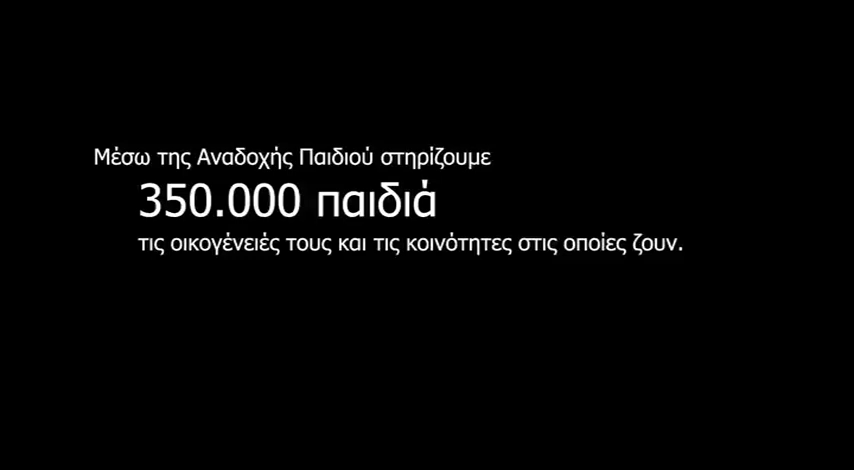 Μέσω της Αναδοχής Παιδιού στηρίζουμε
350.000 παιδιά
τις οικογένειές τους και τις κοινότητες στις οποίες ζουν.